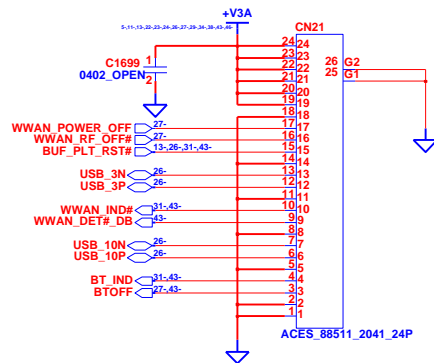 +V3A
5-,11-,13-,22-,23-,24-,26-,27-,29-,34-,38-,43-,46-
CN21
C1699
1
2
0402_OPEN
24 24
23 23
22 22
21 21
20 20
19 19
18 18
26 G2
25 G1
WWAN_POWER_OFF 27- 17 17
WWAN_RF_OFF# 27- 16 16
BUF_PLT_RST# 13-,26-,31-,43- 15 15
14 14
USB_3N 26- 13 13
USB_3P 26- 12 12
11 11
WWAN_IND# 31-,43- 10 10
WWAN_DET#_DB 43- 9 9
8 8
USB_10N 26- 7 7
USB_10P 26- 6 6
5 5
BT_IND 31-,43- 4 4
BTOFF 27-,43- 3 3
2 2
1 1
ACES_88511_2041_24P